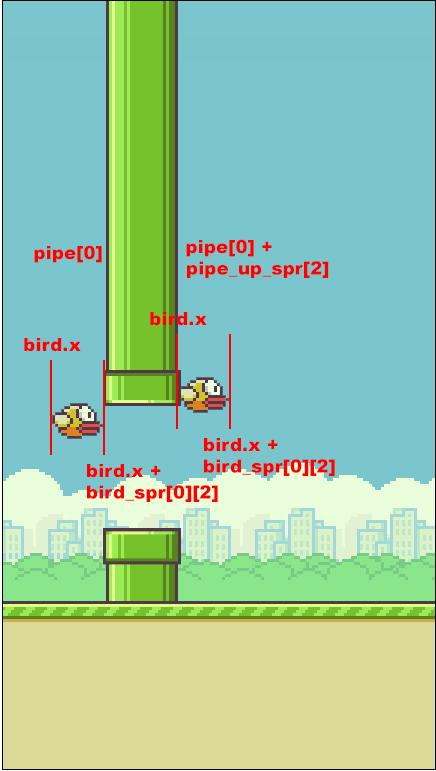 pipe[0]
pipe[0] +
pipe_up_spr[2]
bird.x
bird.x
bird.x +
bird_spr[0][2]
bird.x +
bird_spr[0][2]